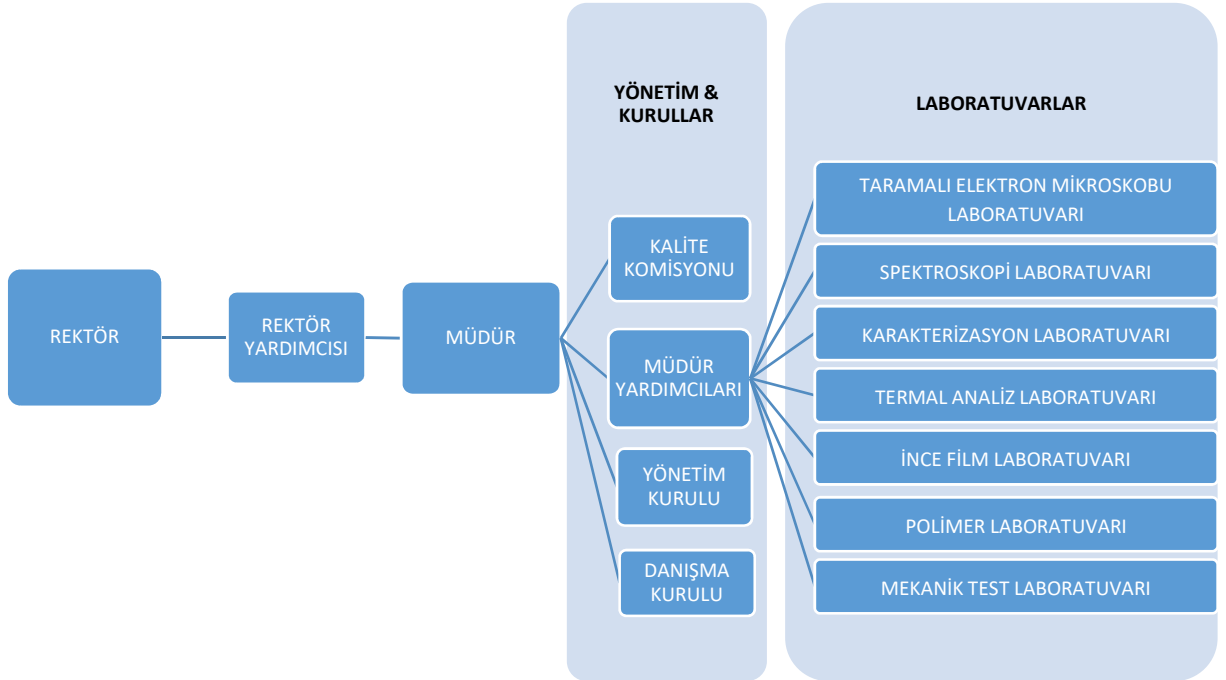 YÖNETİM &
KURULLAR
LABORATUVARLAR
REKTÖR
REKTÖR
YARDIMCISI
MÜDÜR
KALİTE
KOMİSYONU
MÜDÜR
YARDIMCILARI
YÖNETİM
KURULU
DANIŞMA
KURULU
TARAMALI ELEKTRON MİKROSKOBU
LABORATUVARI
SPEKTROSKOPİ LABORATUVARI
KARAKTERİZASYON LABORATUVARI
TERMAL ANALİZ LABORATUVARI
İNCE FİLM LABORATUVARI
POLİMER LABORATUVARI
MEKANİK TEST LABORATUVARI